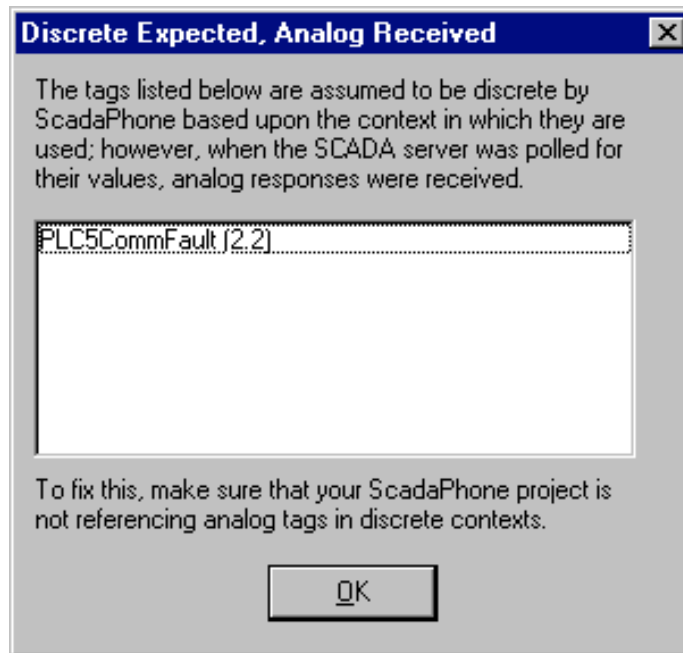 Discrete Expected, Analog Received
The tags listed below are assumed to be discrete by
ScadaPhone based upon the context in which they are
used; however, when the SCADA server was polled for
their values, analog responses were received.
PLC5CommFault (2.2)
To fix this, make sure that your ScadaPhone project is
not referencing analog tags in discrete contexts.
OK